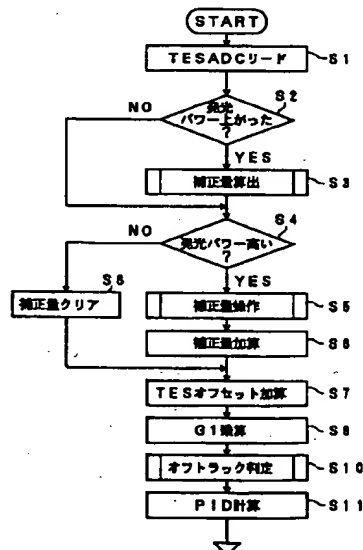 START
TESADCリード
S1
S2
発光
パワー上がった
?
NO
YES
補正量算出
S3
S4
NO
発光パワー高い
?
S8
YES
補正量クリア
補正量操作
S5
補正量加算
S6
TESオフセット加算
S7
G1乗算
S8
オフトラック判定
S10
PID計算
S11